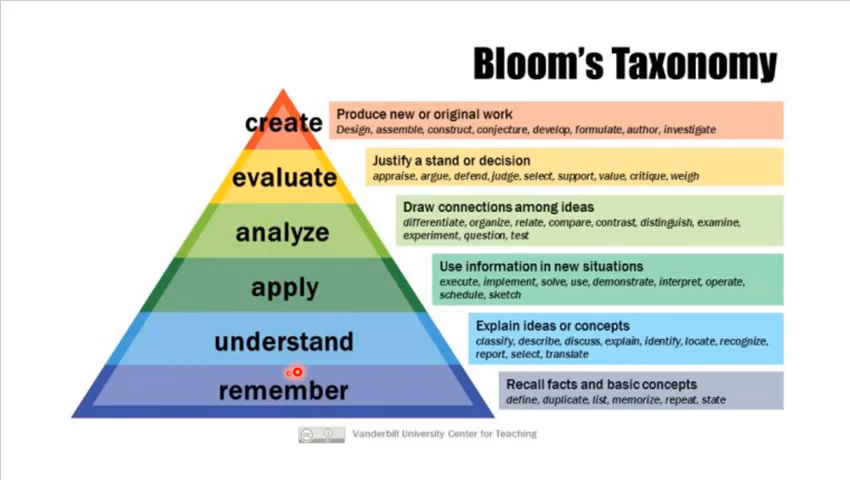 Bloom's Taxonomy
create
Produce new or original work
Design, assemble, construct, conjecture, develop, formulate, author, investigate
evaluate
Justify a stand or decision
appraise, argue, defend, judge, select, support, value, critique, weigh
analyze
Draw connections among ideas
differentiate, organize, relate, compare, contrast, distinguish, examine,
experiment, question, test
apply
Use information in new situations
execute, implement, solve, use, demonstrate, interpret, operate,
schedule, sketch
understand
Explain ideas or concepts
classify, describe, discuss, explain, identify, locate, recognize,
report, select, translate
remember
Recall facts and basic concepts
define, duplicate, list, memorize, repeat, state
cc
Vanderbilt University Center for Teaching